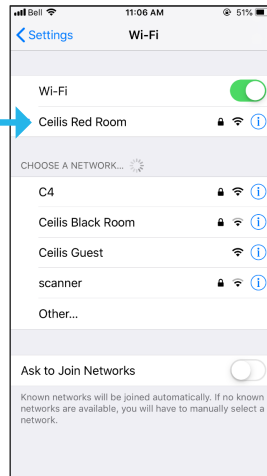 Bell 11:06 AM 51%
Settings Wi-Fi
Wi-Fi
Ceilis Red Room
CHOOSE A NETWORK...
C4
Ceilis Black Room
Ceilis Guest
scanner
Other...
Ask to Join Networks
Known networks will be joined automatically. If no known
networks are available, you will have to manually select a
network.